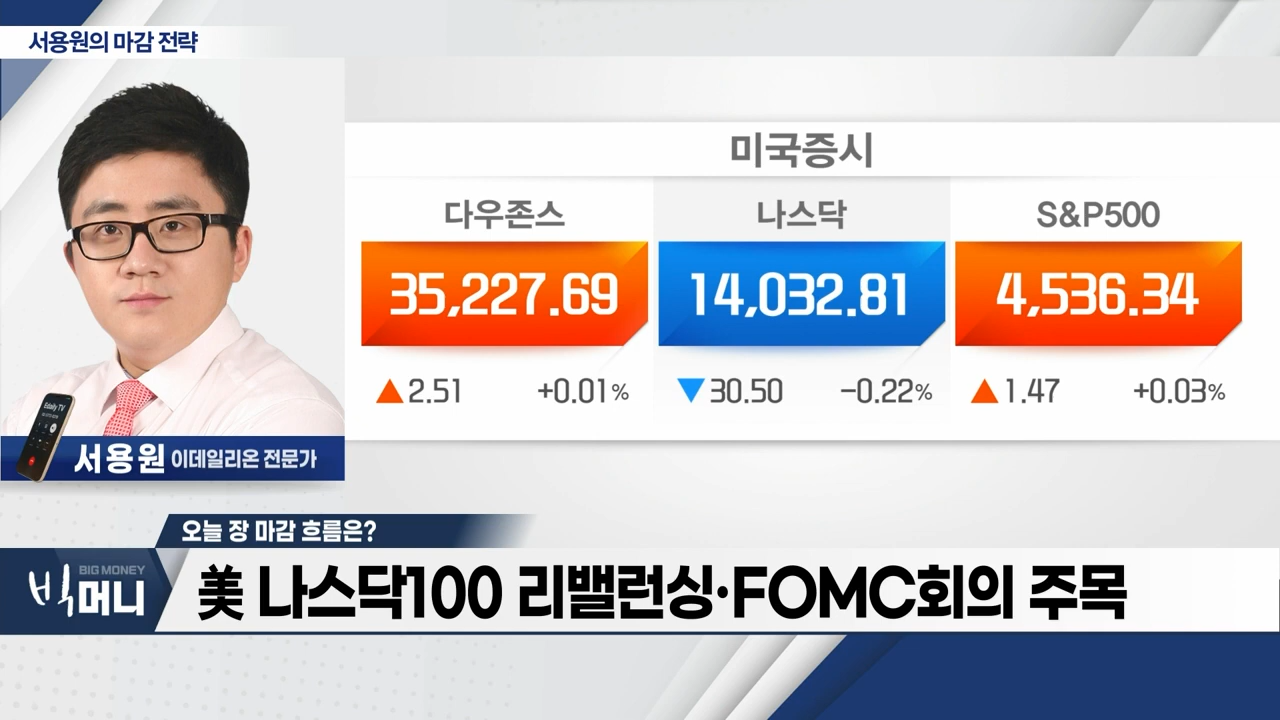 서용원의 마감 전략
미국증시
다우존스
나스닥
S&P500
35,227.69
14,032.81
4,536.34
▲2.51 +0.01%
▼30.50 -0.22%
▲1.47 +0.03%
Edaily TV
서용원 이데일리온 전문가
오늘 장 마감 흐름은?
BIG MONEY
빅머니
美 나스닥100 리밸런싱·FOMC회의 주목